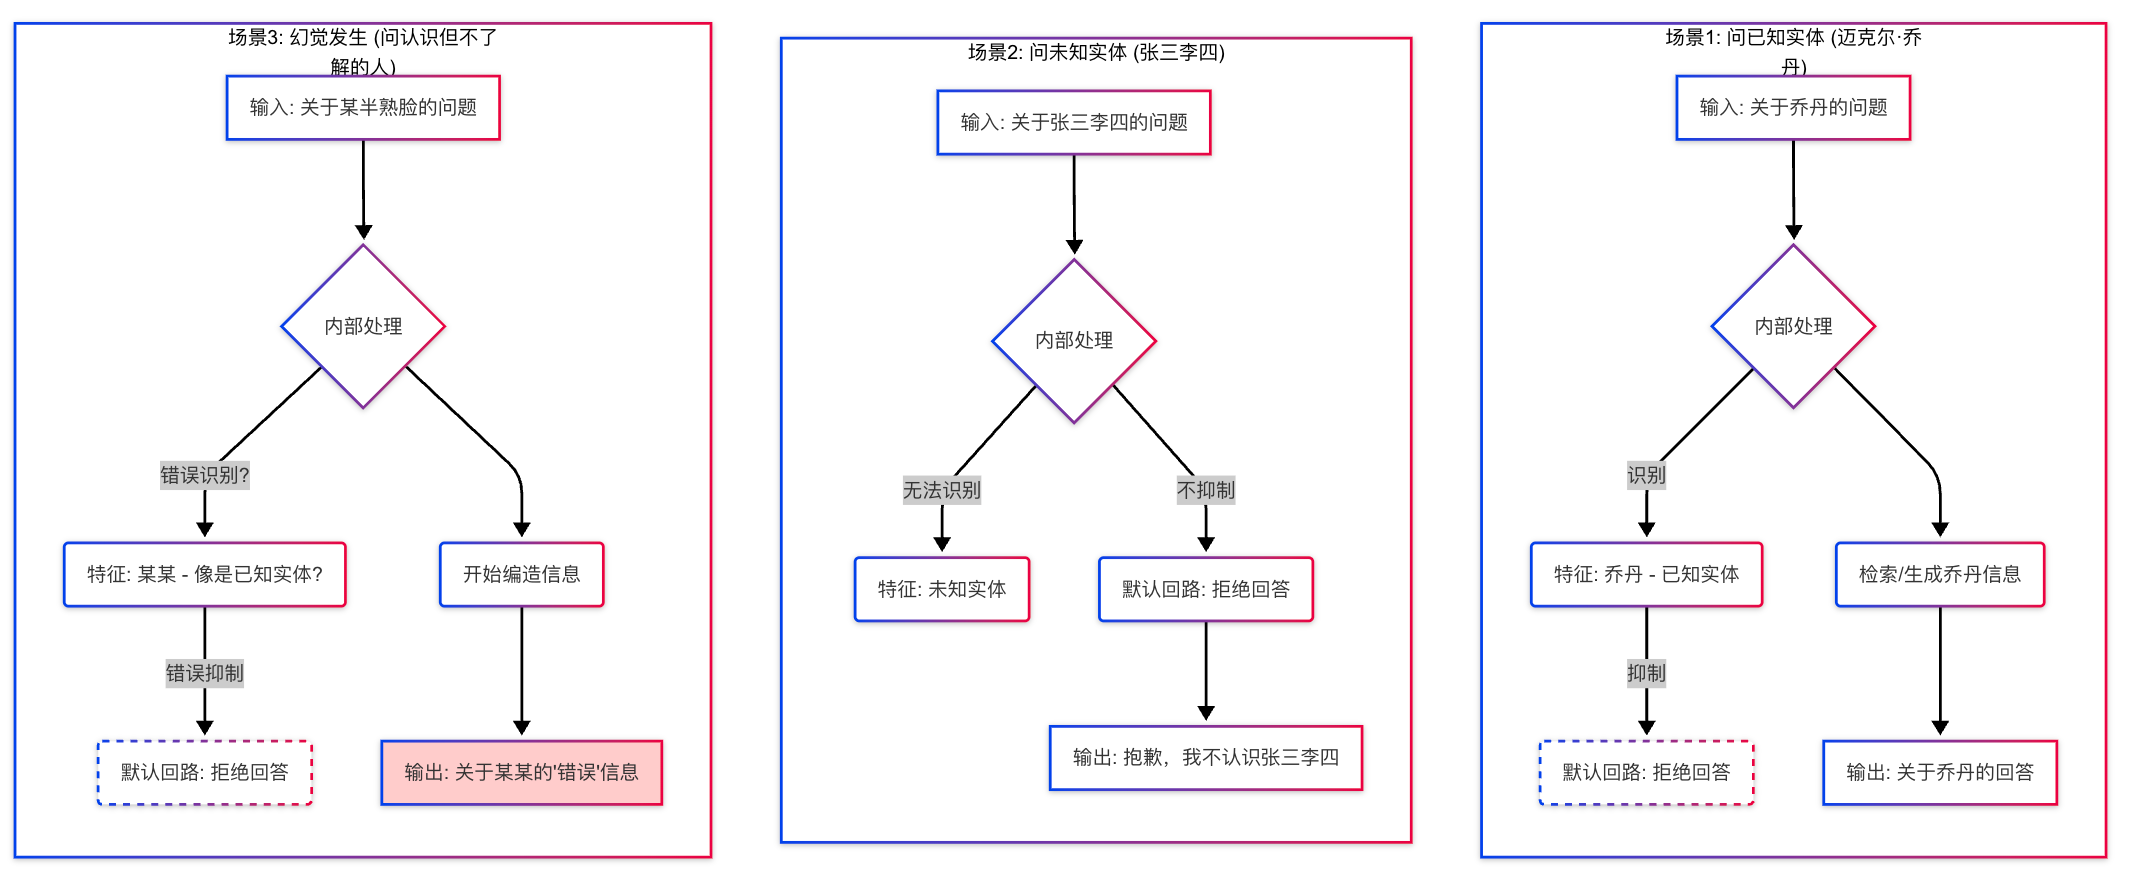 场景3: 幻觉发生 (问认识但不了
解的人)
输入: 关于某半熟脸的问题
内部处理
错误识别?
特征: 某某 - 像是已知实体?
开始编造信息
错误抑制
默认回路: 拒绝回答
输出: 关于某某的'错误'信息
场景2: 问未知实体 (张三李四)
输入: 关于张三李四的问题
内部处理
无法识别
不抑制
特征: 未知实体
默认回路: 拒绝回答
输出: 抱歉，我不认识张三李四
场景1: 问已知实体 (迈克尔·乔
丹)
输入: 关于乔丹的问题
内部处理
识别
特征: 乔丹 - 已知实体
检索/生成乔丹信息
抑制
默认回路: 拒绝回答
输出: 关于乔丹的回答